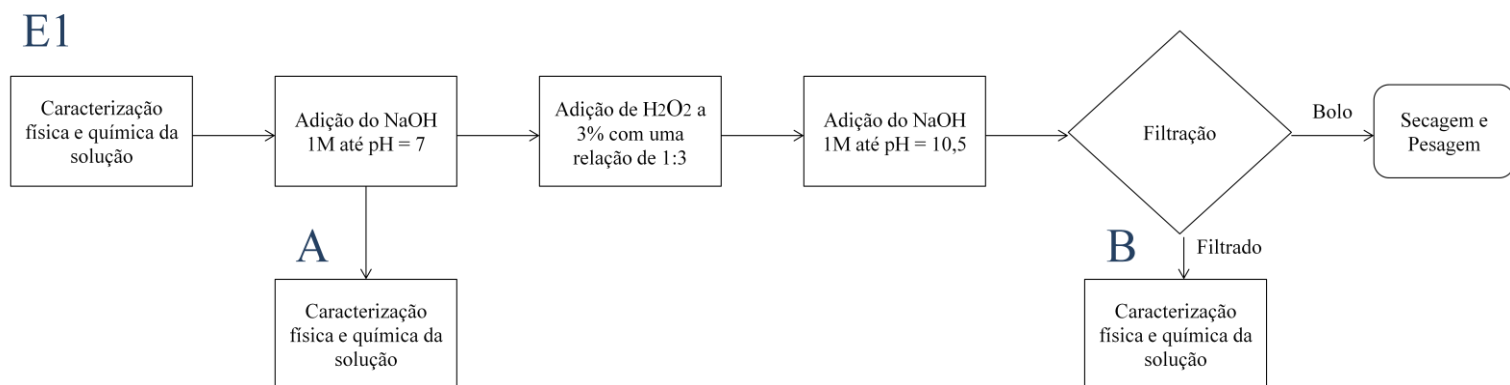 E1
Caracterização
física e química da
solução
Adição do NaOH
1M até pH = 7
Adição de H2O2 a
3% com uma
relação de 1:3
Adição do NaOH
1M até pH = 10,5
Filtração
Bolo
Secagem e
Pesagem
A
Caracterização
física e química da
solução
B
Filtrado
Caracterização
física e química da
solução